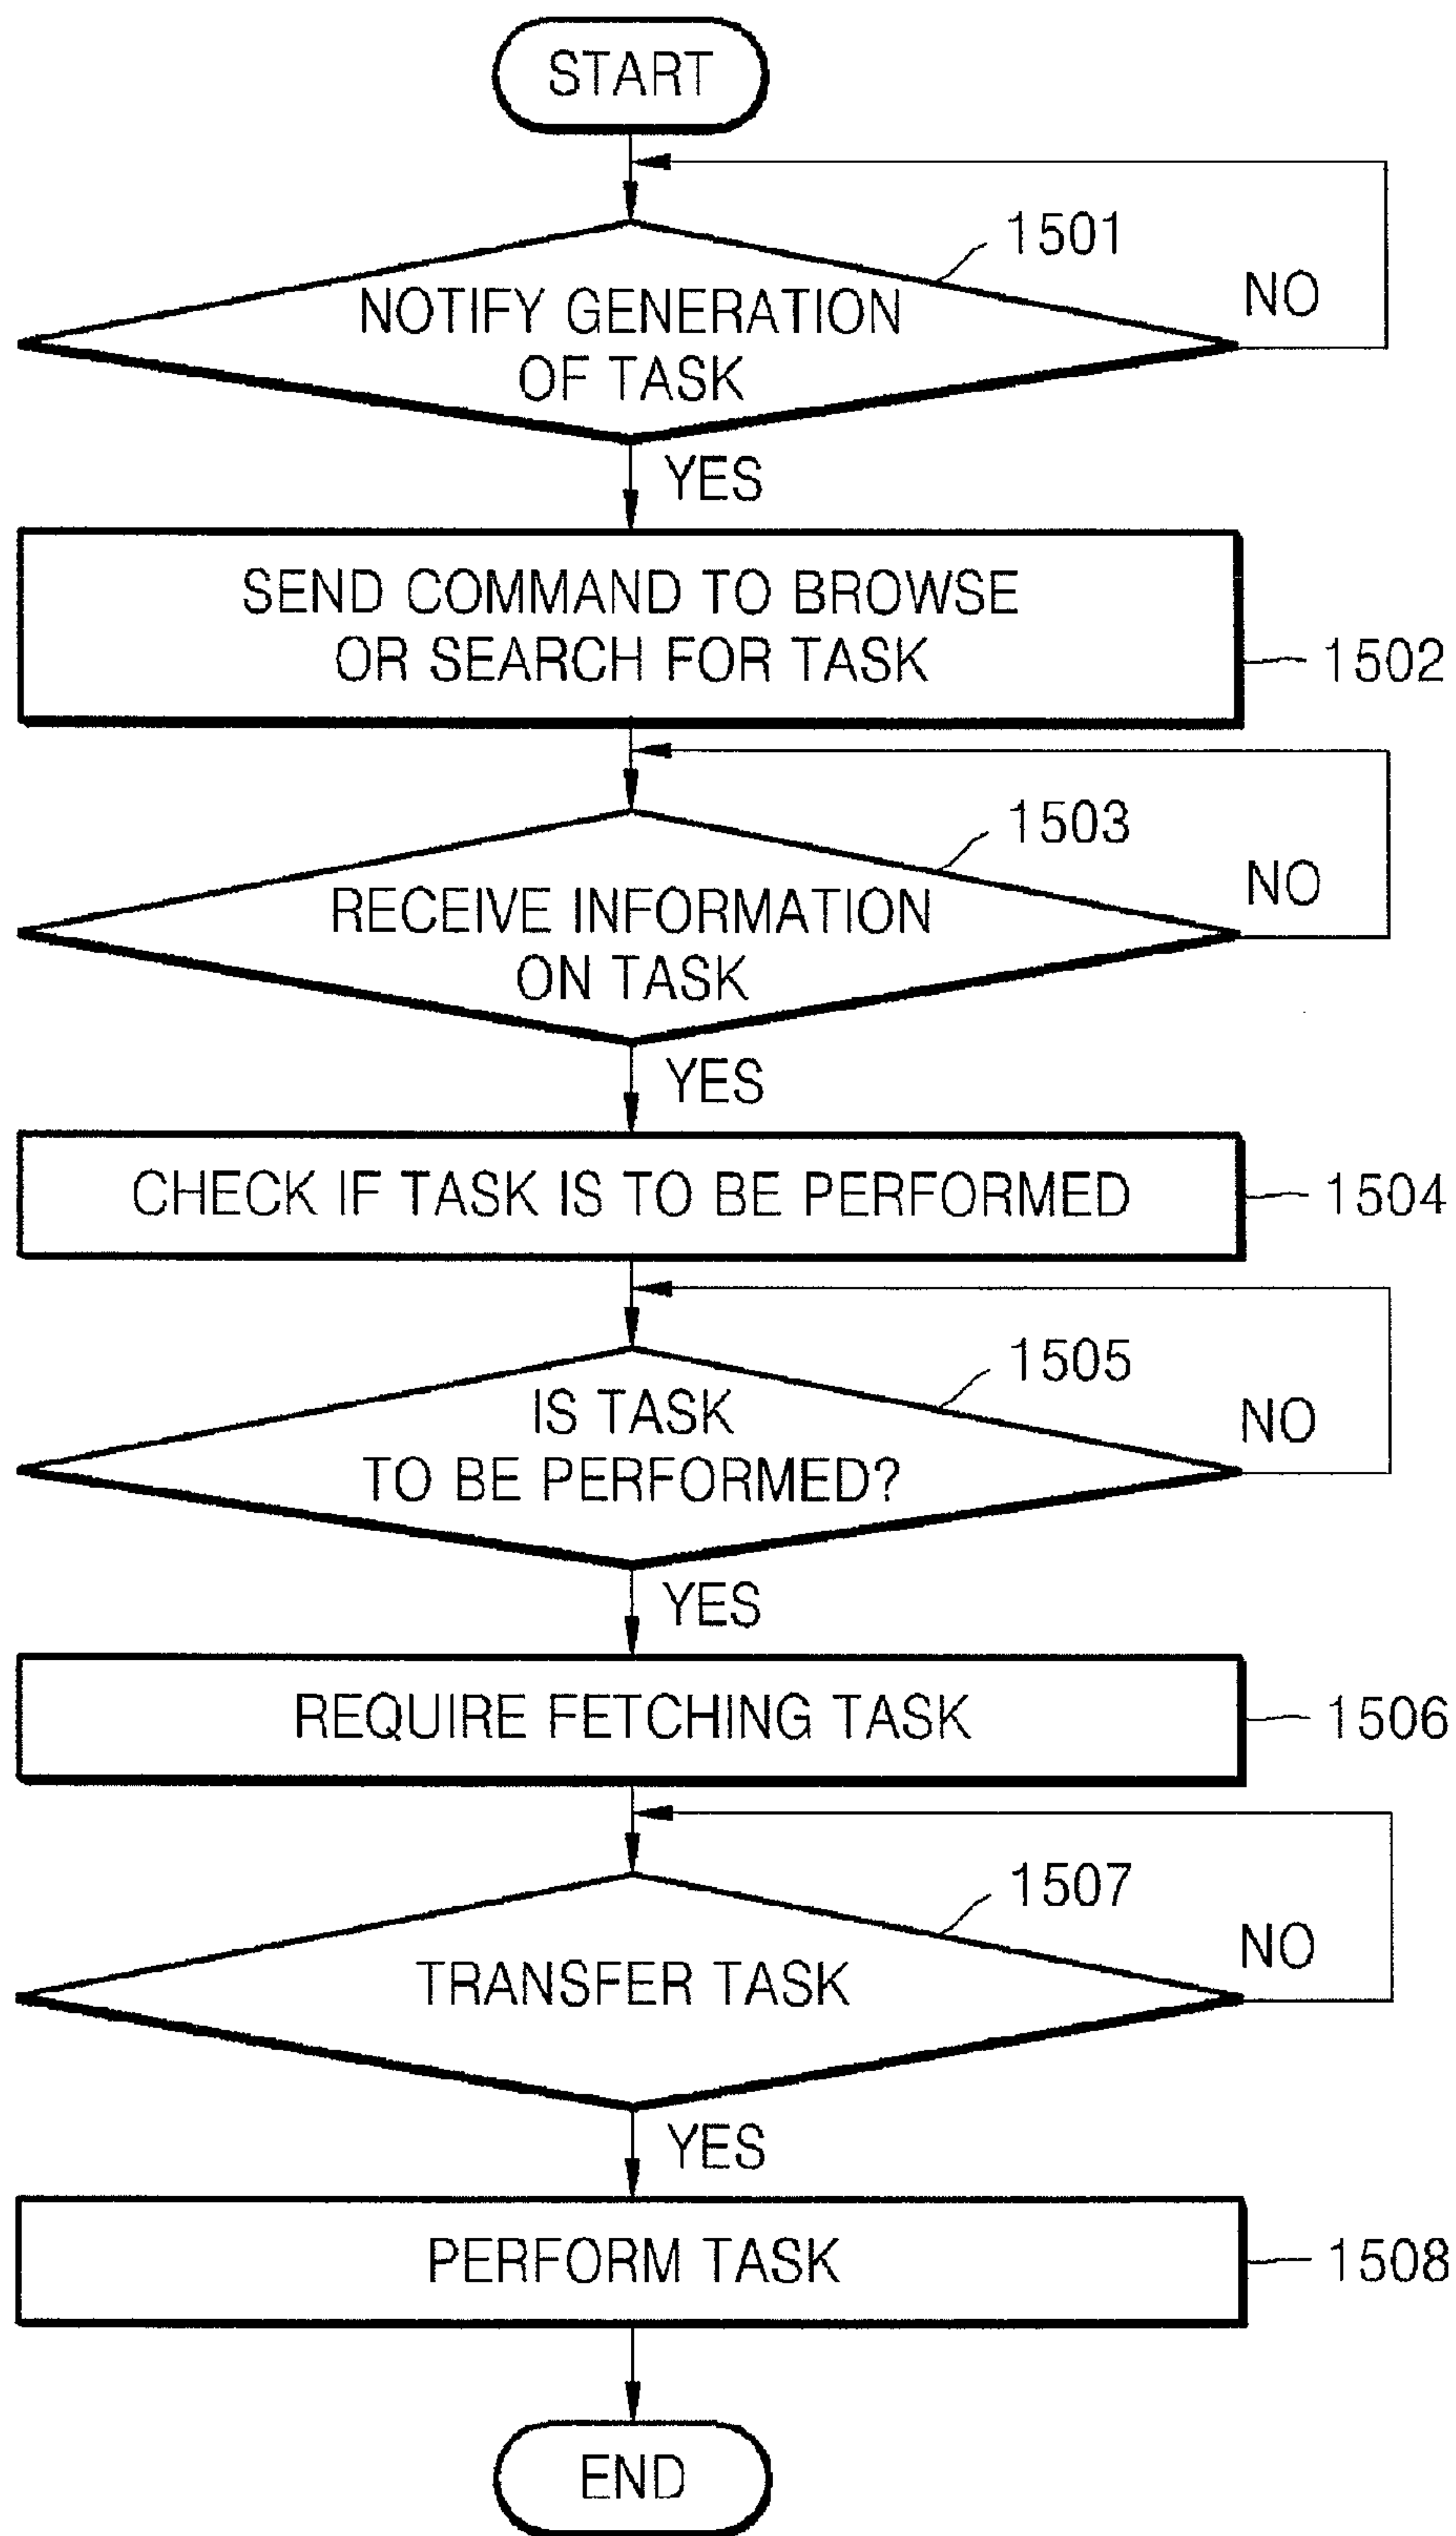 START
1501
NO
NOTIFY GENERATION
OF TASK
YES
SEND COMMAND TO BROWSE
OR SEARCH FOR TASK
1502
1503
NO
RECEIVE INFORMATION
ON TASK
YES
CHECK IF TASK IS TO BE PERFORMED
1504
1505
NO
IS TASK
TO BE PERFORMED?
YES
REQUIRE FETCHING TASK
1506
1507
NO
TRANSFER TASK
YES
PERFORM TASK
1508
END